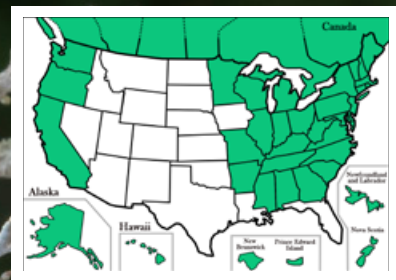 Canada
Alaska
Hawaii
New
Brunswick
Prince Edward
Island
Newfoundland
and Labrador
Nova Scotia